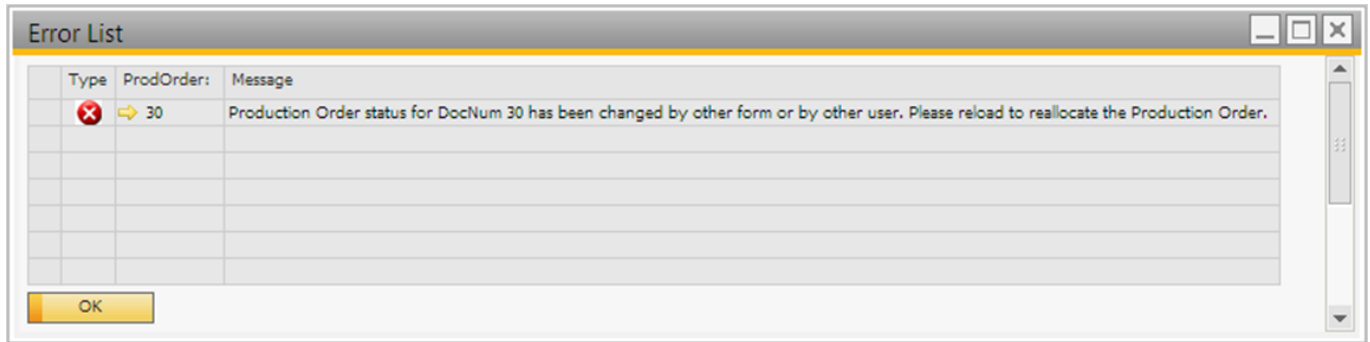 Error List
Type ProdOrder: Message
30 Production Order status for DocNum 30 has been changed by other form or by other user. Please reload to reallocate the Production Order.
OK